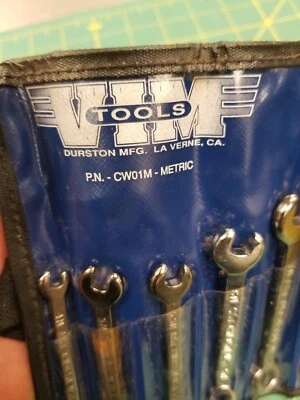 VIM
TOOLS
DURSTON MFG. LA VERNE, CA.
P.N. - CW01M - METRIC